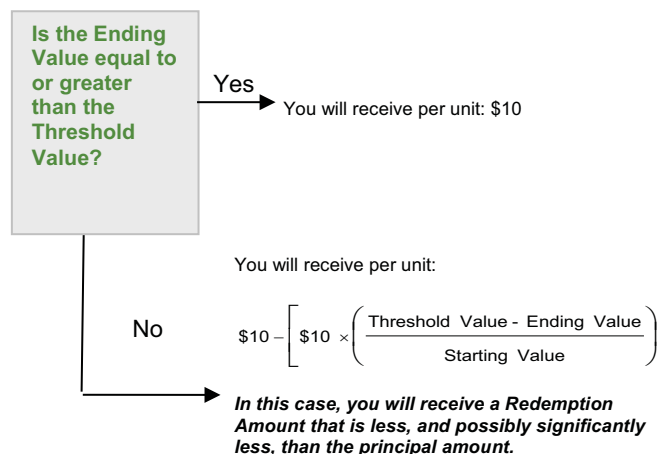 Is the Ending
Value equal to
or greater
than the
Threshold
Value?
Yes
You will receive per unit: $10
You will receive per unit:
No
$10 – [ $10 × ( Threshold Value - Ending Value
Starting Value )
In this case, you will receive a Redemption
Amount that is less, and possibly significantly
less, than the principal amount.